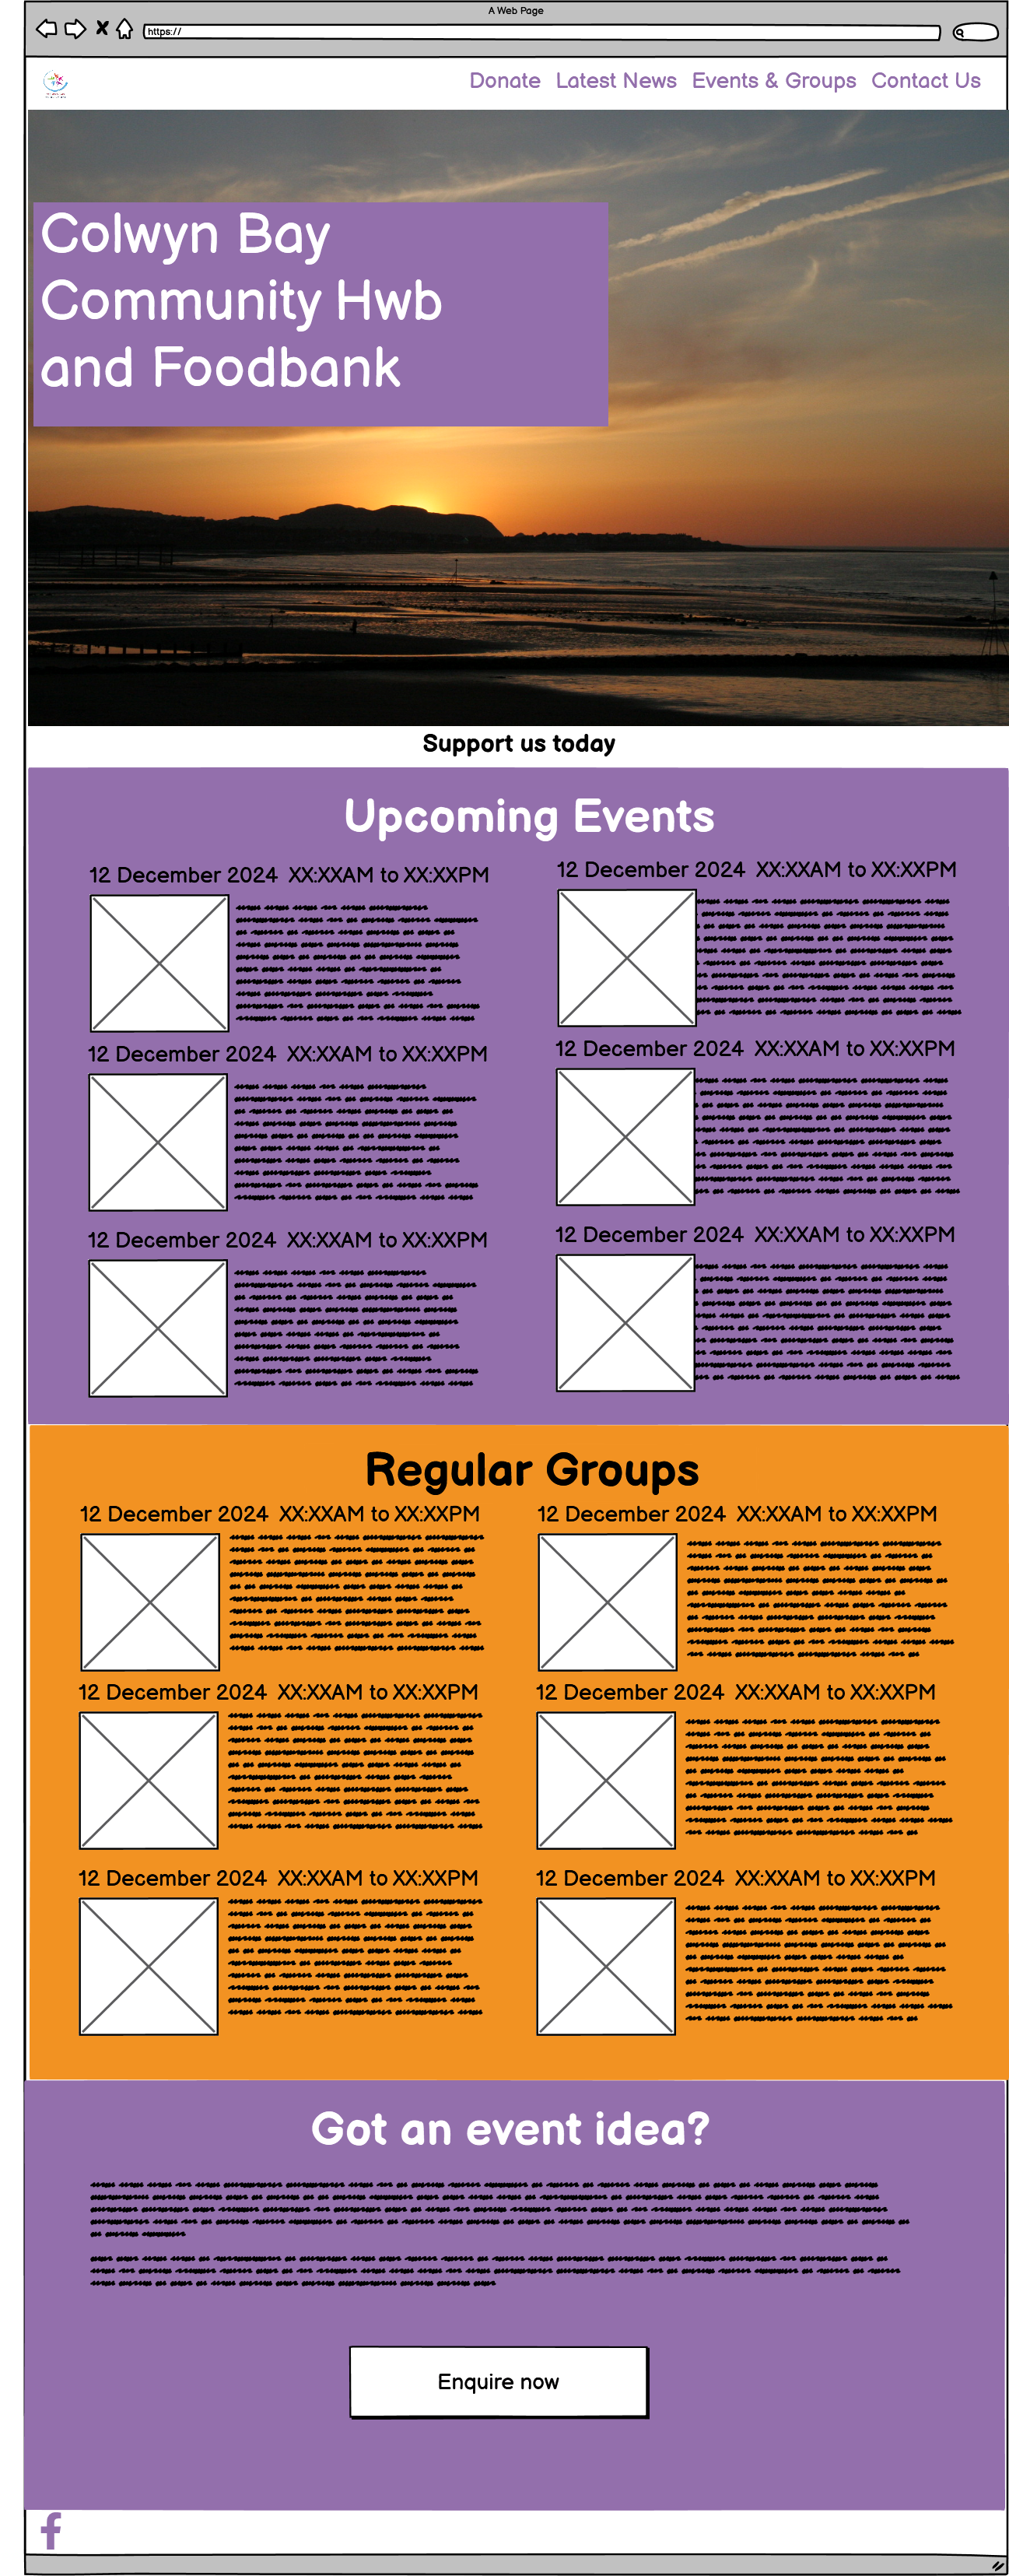 A Web Page
https://
Donate Latest News Events & Groups Contact Us
Colwyn Bay
Community Hwb
and Foodbank
Support us today
Upcoming Events
12 December 2024 XX:XXAM to XX:XXPM
12 December 2024 XX:XXAM to XX:XXPM
12 December 2024 XX:XXAM to XX:XXPM
12 December 2024 XX:XXAM to XX:XXPM
12 December 2024 XX:XXAM to XX:XXPM
12 December 2024 XX:XXAM to XX:XXPM
Regular Groups
12 December 2024 XX:XXAM to XX:XXPM
12 December 2024 XX:XXAM to XX:XXPM
12 December 2024 XX:XXAM to XX:XXPM
12 December 2024 XX:XXAM to XX:XXPM
12 December 2024 XX:XXAM to XX:XXPM
12 December 2024 XX:XXAM to XX:XXPM
Got an event idea?
Enquire now